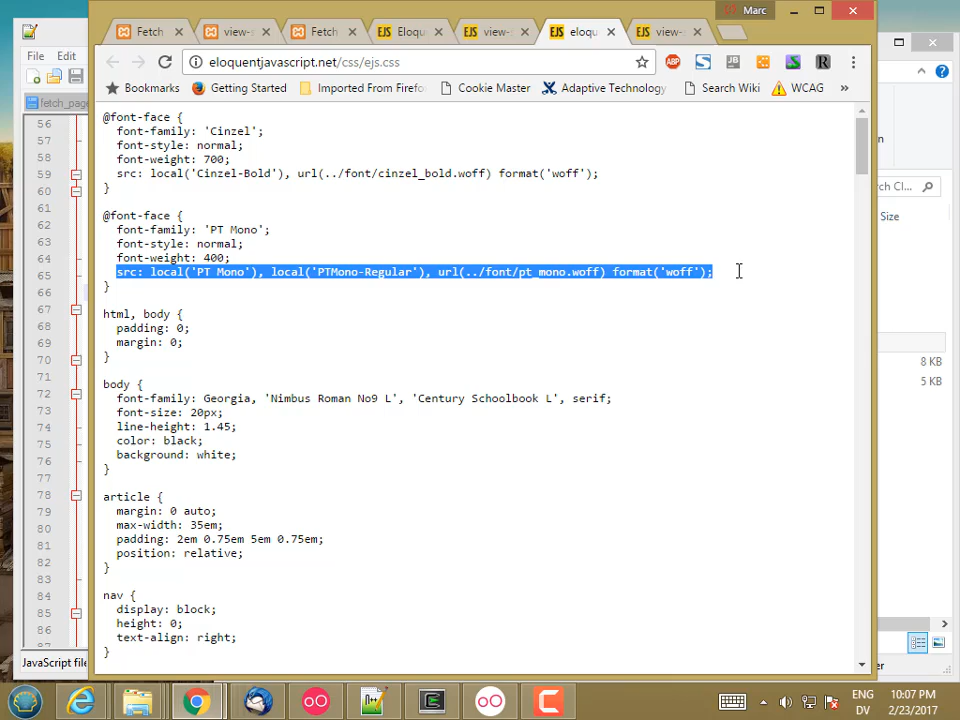 Marc
Fetch
view-
Fetch
Eloqu
view-
eloqu
view-
eloquentjavascript.net/css/ejs.css
Bookmarks
Getting Started
Imported From Firefo
Cookie Master
Adaptive Technology
Search Wiki
WCAG
File
Edit
fetch_pag
@font-face {
font-family: 'Cinzel';
font-style: normal;
font-weight: 700;
src: local('Cinzel-Bold'), url(../font/cinzel_bold.woff) format('woff');
}
@font-face {
font-family: 'PT Mono';
font-style: normal;
font-weight: 400;
src: local('PT Mono'), local('PTMono-Regular'), url(../font/pt_mono.woff) format('woff');
}
html, body {
padding: 0;
margin: 0;
}
body {
font-family: Georgia, 'Nimbus Roman No9 L', 'Century Schoolbook L', serif;
font-size: 20px;
line-height: 1.45;
color: black;
background: white;
}
article {
margin: 0 auto;
max-width: 35em;
padding: 2em 0.75em 5em 0.75em;
position: relative;
}
nav {
display: block;
height: 0;
text-align: right;
}
56
57
58
59
60
61
62
63
64
65
66
67
68
69
70
71
72
73
74
75
76
77
78
79
80
81
82
83
84
85
86
JavaScript file
rch Cl...
Size
8 KB
5 KB
ENG
DV
10:07 PM
2/23/2017